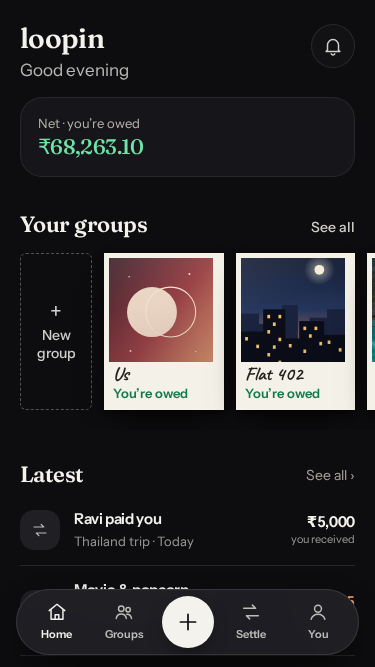 loopin
Good evening
Net · you're owed
₹68,263.10
Your groups
See all
+
New
group
Us
You're owed
Flat 402
You're owed
Latest
See all ›
Ravi paid you
₹5,000
Thailand trip · Today
you received
Home
Groups
+
Settle
You